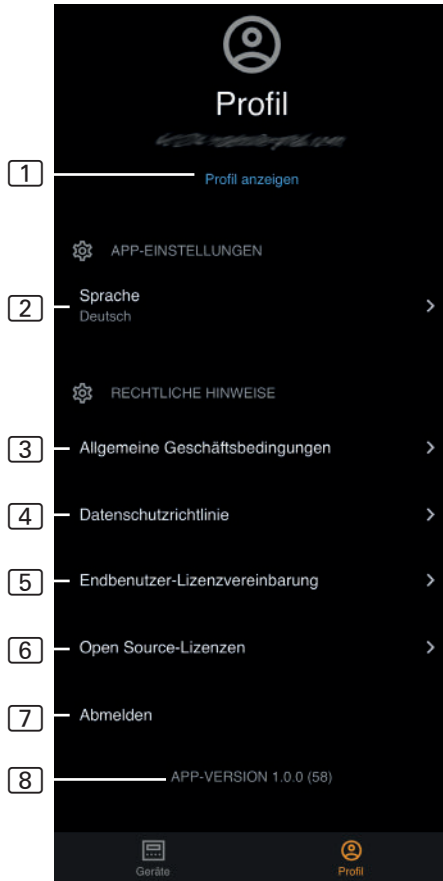 Profil
1 Profil anzeigen
APP-EINSTELLUNGEN
2 Sprache
Deutsch
RECHTLICHE HINWEISE
3 Allgemeine Geschäftsbedingungen
4 Datenschutzrichtlinie
5 Endbenutzer-Lizenzvereinbarung
6 Open Source-Lizenzen
7 Abmelden
8 APP-VERSION 1.0.0 (58)
Geräte Profil